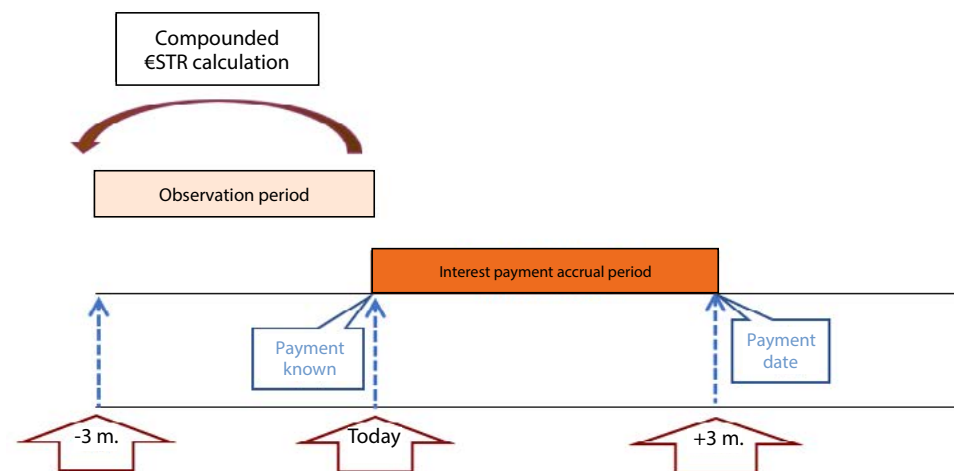 Compounded
€STR calculation
Observation period
Interest payment accrual period
Payment
known
Payment
date
-3 m.
Today
+3 m.